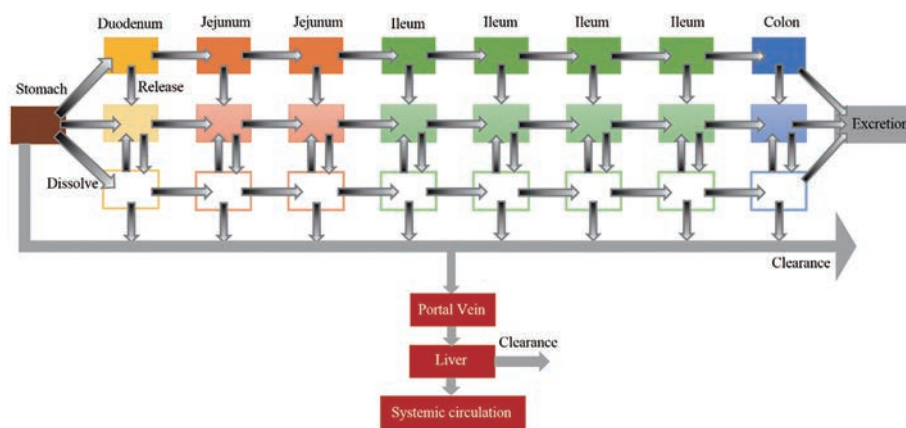 Duodenum Jejunum Jejunum Ileum Ileum Ileum Ileum Colon
Stomach
Release
Excretion
Dissolve
Clearance
Portal Vein
Clearance
Liver
Systemic circulation